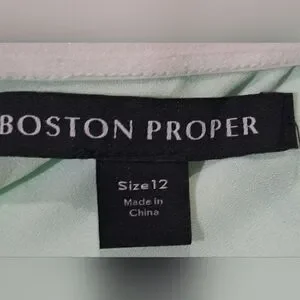 BOSTON PROPER
Size 12
Made in
China